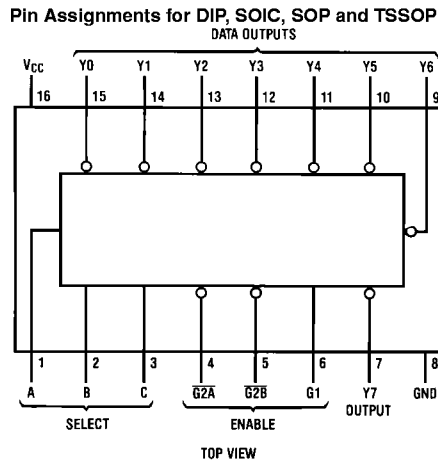 Pin Assignments for DIP, SOIC, SOP and TSSOP
DATA OUTPUTS
VCC Y0 Y1 Y2 Y3 Y4 Y5 Y6
16 15 14 13 12 11 10 9
1 2 3 4 5 6 7 8
A B C G2A G2B G1 Y7 GND
OUTPUT
SELECT ENABLE
TOP VIEW